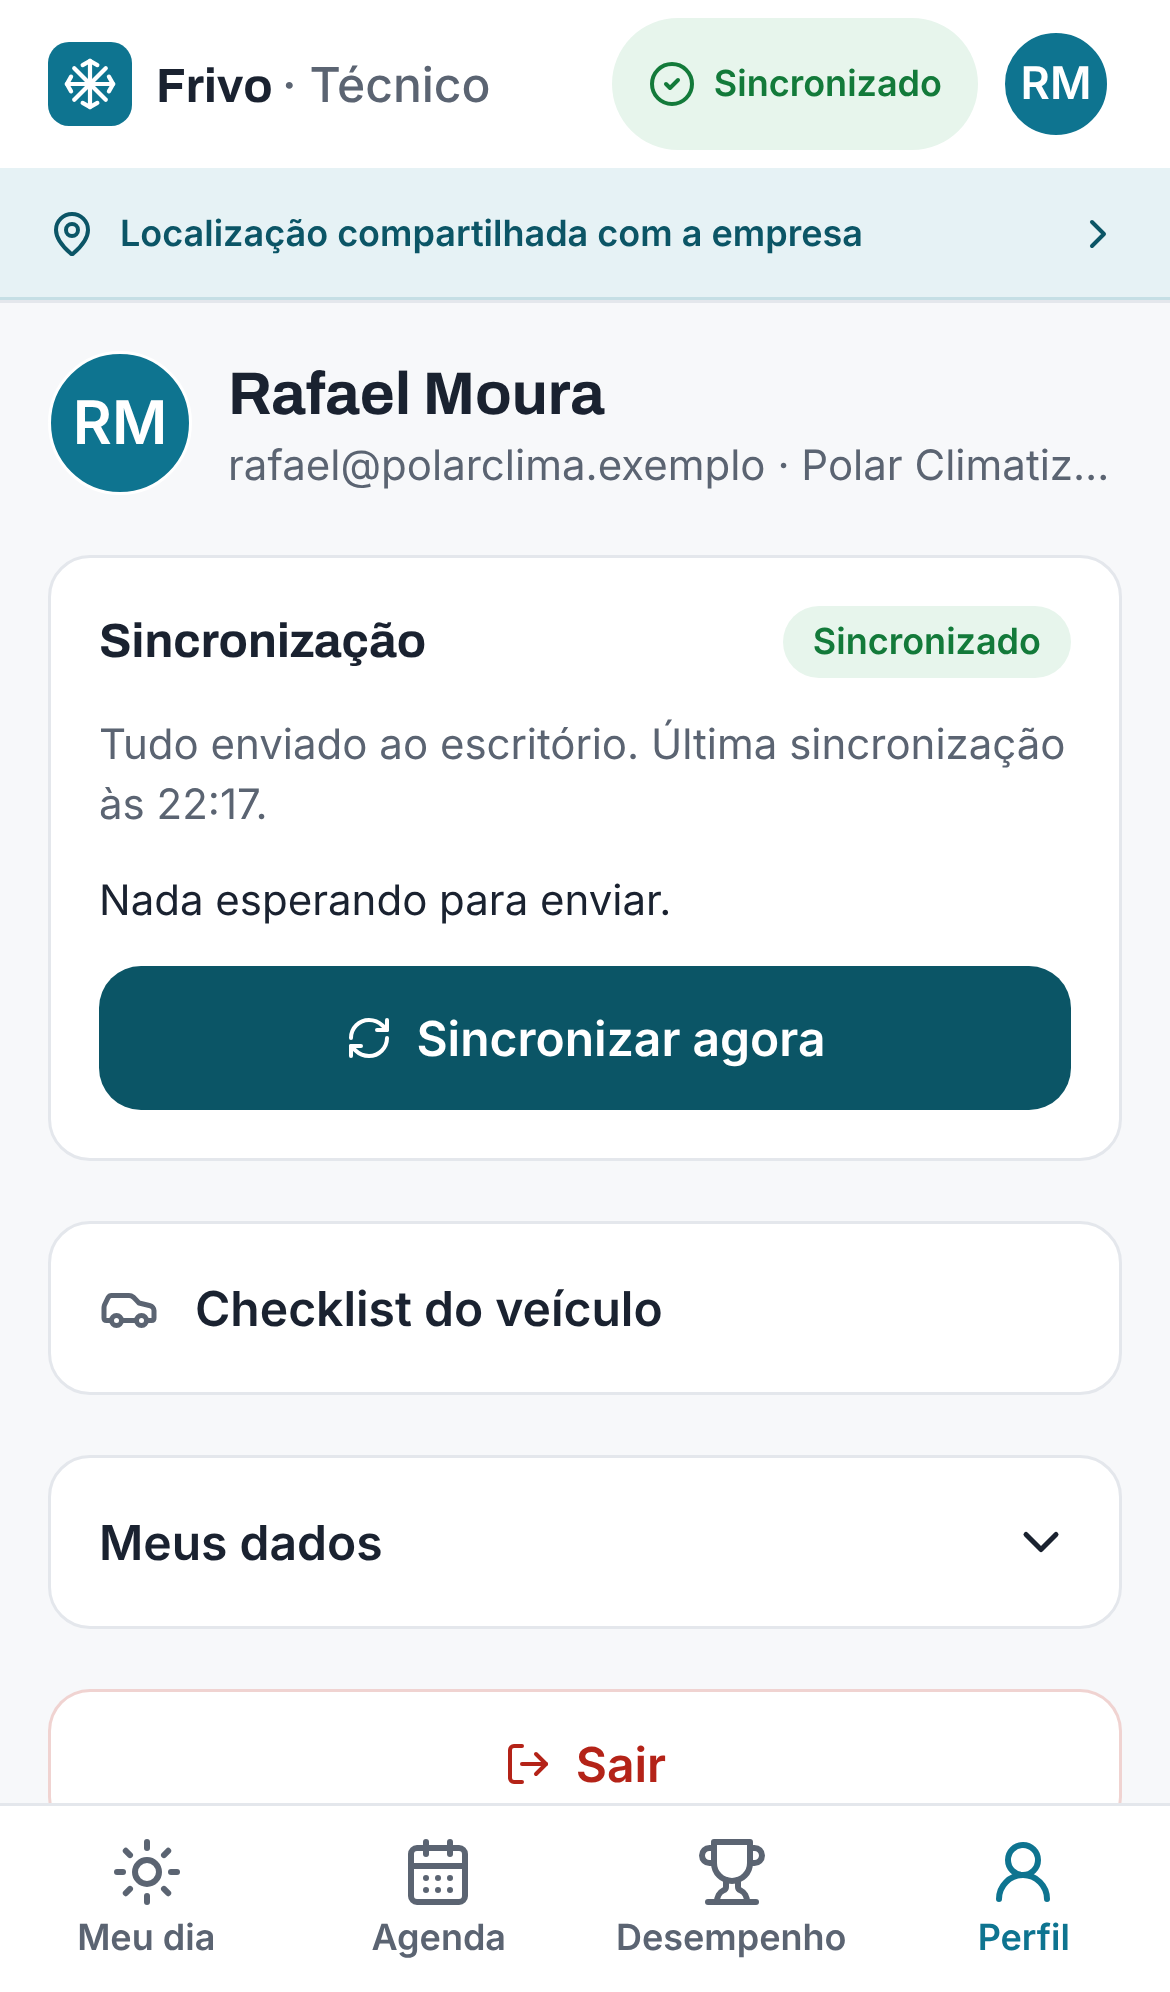 Frivo · Técnico
Sincronizado
RM
Localização compartilhada com a empresa
RM
Rafael Moura
rafael@polarclima.exemplo · Polar Climatiz...
Sincronização
Sincronizado
Tudo enviado ao escritório. Última sincronização
às 22:17.
Nada esperando para enviar.
Sincronizar agora
Checklist do veículo
Meus dados
Sair
Meu dia
Agenda
Desempenho
Perfil